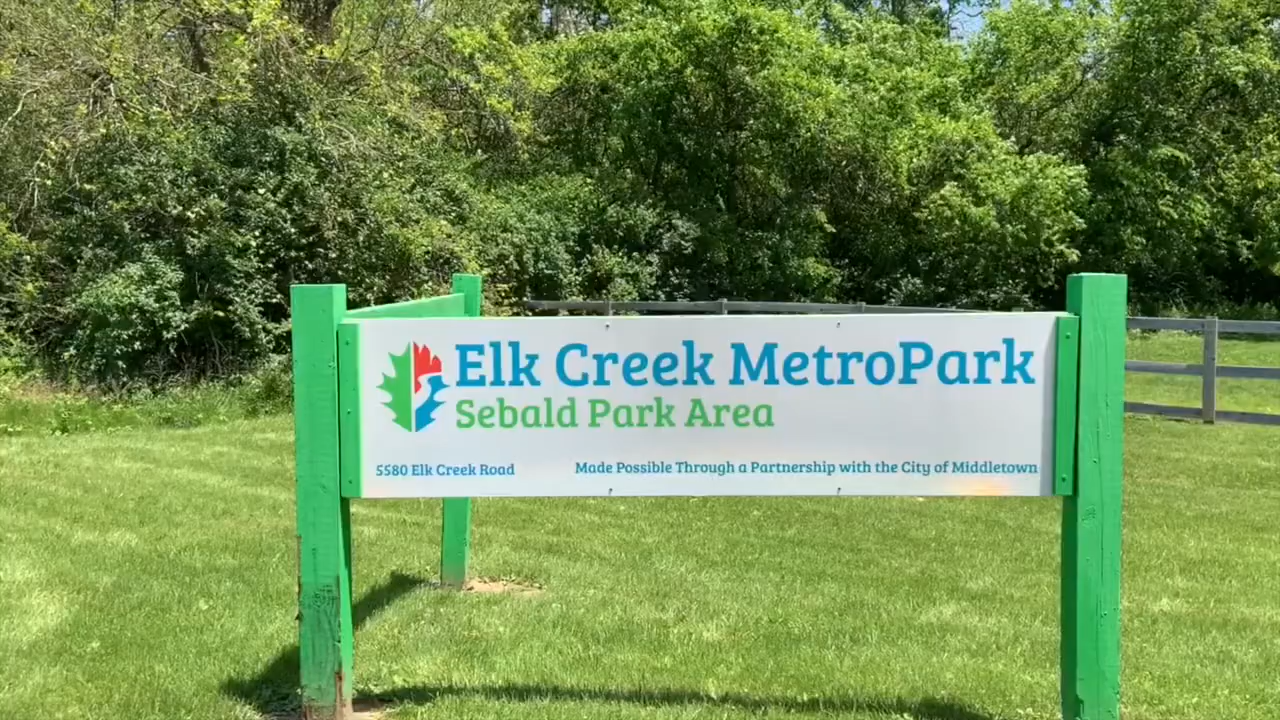 Elk Creek MetroPark
Sebald Park Area
5580 Elk Creek Road
Made Possible Through a Partnership with the City of Middletown